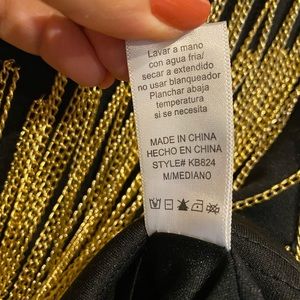 Lavar a mano
con agua fria/
secar a extendido
no usar blanqueador
Planchar abaja
temperatura
si se necesita
MADE IN CHINA
HECHO EN CHINA
STYLE# KB824
M/MEDIANO